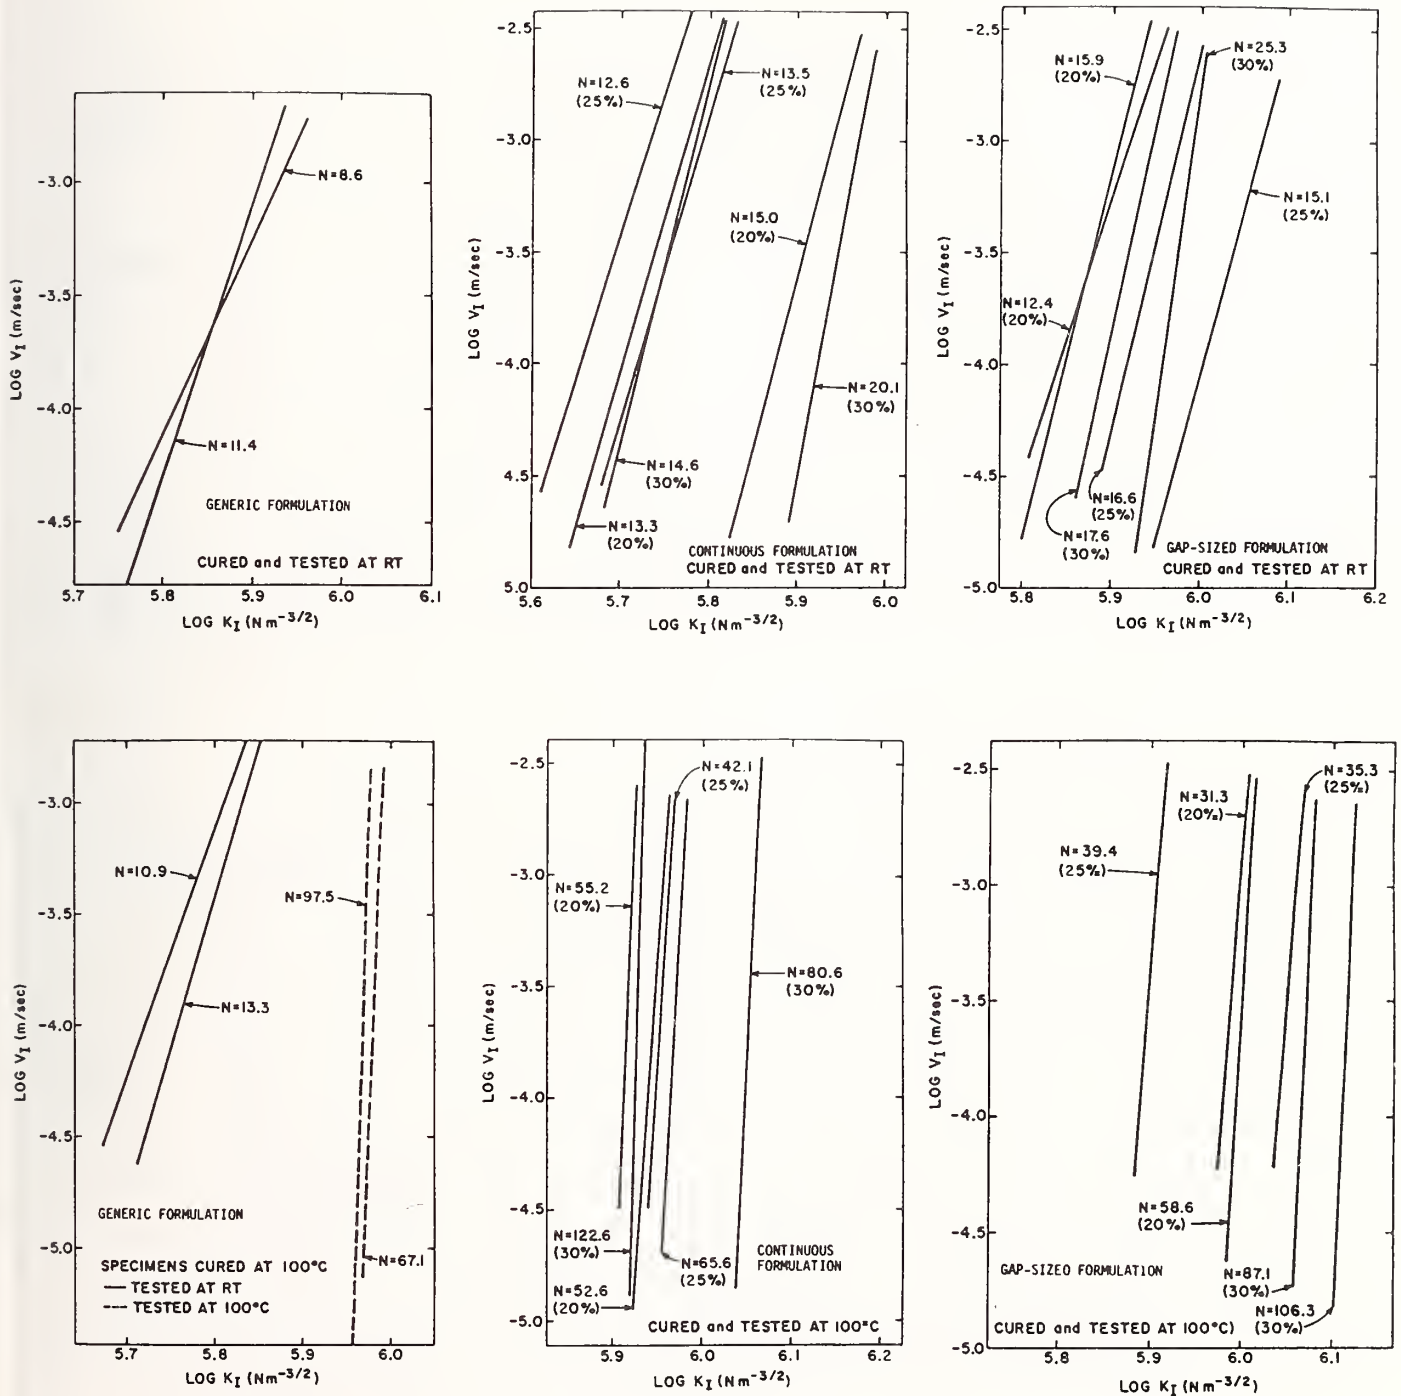 -3.0
-3.5
-4.0
-4.5
LOG V_I (m/sec)
N=8.6
N=11.4
GENERIC FORMULATION
CURED and TESTED AT RT
5.7 5.8 5.9 6.0 6.1
LOG K_I (Nm^-3/2)
-2.5
-3.0
-3.5
-4.0
4.5
5.0
LOG V_I (m/sec)
N=12.6
(25%)
N=13.5
(25%)
N=15.0
(20%)
N=20.1
(30%)
N=14.6
(30%)
N=13.3
(20%)
CONTINUOUS FORMULATION
CURED and TESTED AT RT
5.6 5.7 5.8 5.9 6.0
LOG K_I (Nm^-3/2)
-2.5
-3.0
-3.5
-4.0
-4.5
-5.0
LOG V_I (m/sec)
N=15.9
(20%)
N=25.3
(30%)
N=15.1
(25%)
N=12.4
(20%)
N=16.6
(25%)
N=17.6
(30%)
GAP-SIZED FORMULATION
CURED and TESTED AT RT
5.8 5.9 6.0 6.1 6.2
LOG K_I (Nm^-3/2)
-3.0
-3.5
-4.0
-4.5
-5.0
LOG V_I (m/sec)
N=10.9
N=97.5
N=13.3
N=67.1
GENERIC FORMULATION
SPECIMENS CURED AT 100°C
— TESTED AT RT
--- TESTED AT 100°C
5.7 5.8 5.9 6.0
LOG K_I (Nm^-3/2)
-2.5
-3.0
-3.5
-4.0
-4.5
-5.0
LOG V_I (m/sec)
N=42.1
(25%)
N=55.2
(20%)
N=80.6
(30%)
N=122.6
(30%)
N=65.6
(25%)
N=52.6
(20%)
CONTINUOUS
FORMULATION
CURED and TESTED AT 100°C
5.9 6.0 6.1 6.2
LOG K_I (Nm^-3/2)
-2.5
-3.0
-3.5
-4.0
-4.5
-5.0
LOG V_I (m/sec)
N=35.3
(25%)
N=31.3
(20%)
N=39.4
(25%)
N=58.6
(20%)
N=87.1
(30%)
N=106.3
(30%)
GAP-SIZED FORMULATION
CURED and TESTED AT 100°C)
5.8 5.9 6.0 6.1
LOG K_I (Nm^-3/2)